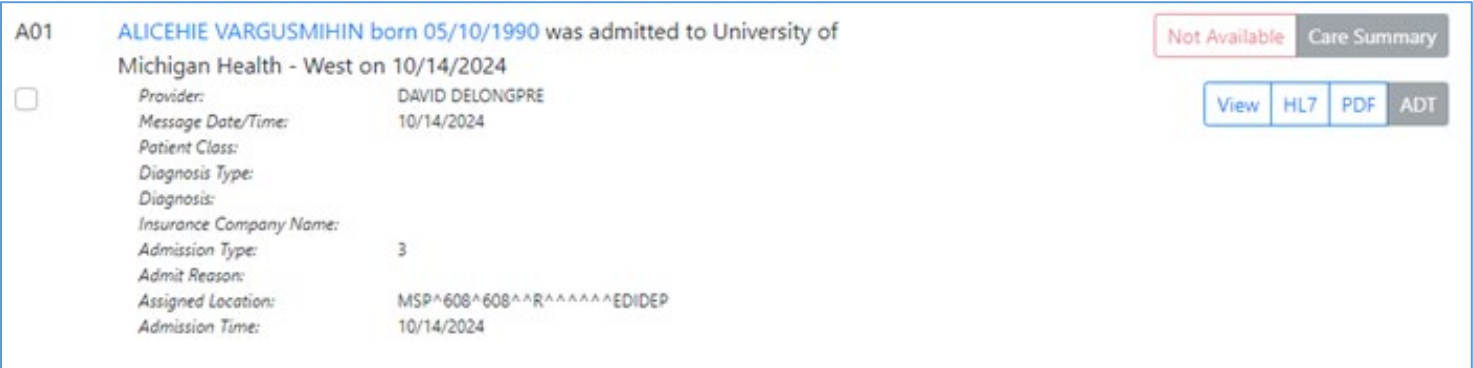 A01 ALICEHIE VARGUSMIHIN born 05/10/1990 was admitted to University of Not Available Care Summary
Michigan Health - West on 10/14/2024
Provider: DAVID DELONGPRE View HL7 PDF ADT
Message Date/Time: 10/14/2024
Patient Class:
Diagnosis Type:
Diagnosis:
Insurance Company Name:
Admission Type: 3
Admit Reason:
Assigned Location: MSP^608^608^^R^^^^^^EDIDEP
Admission Time: 10/14/2024